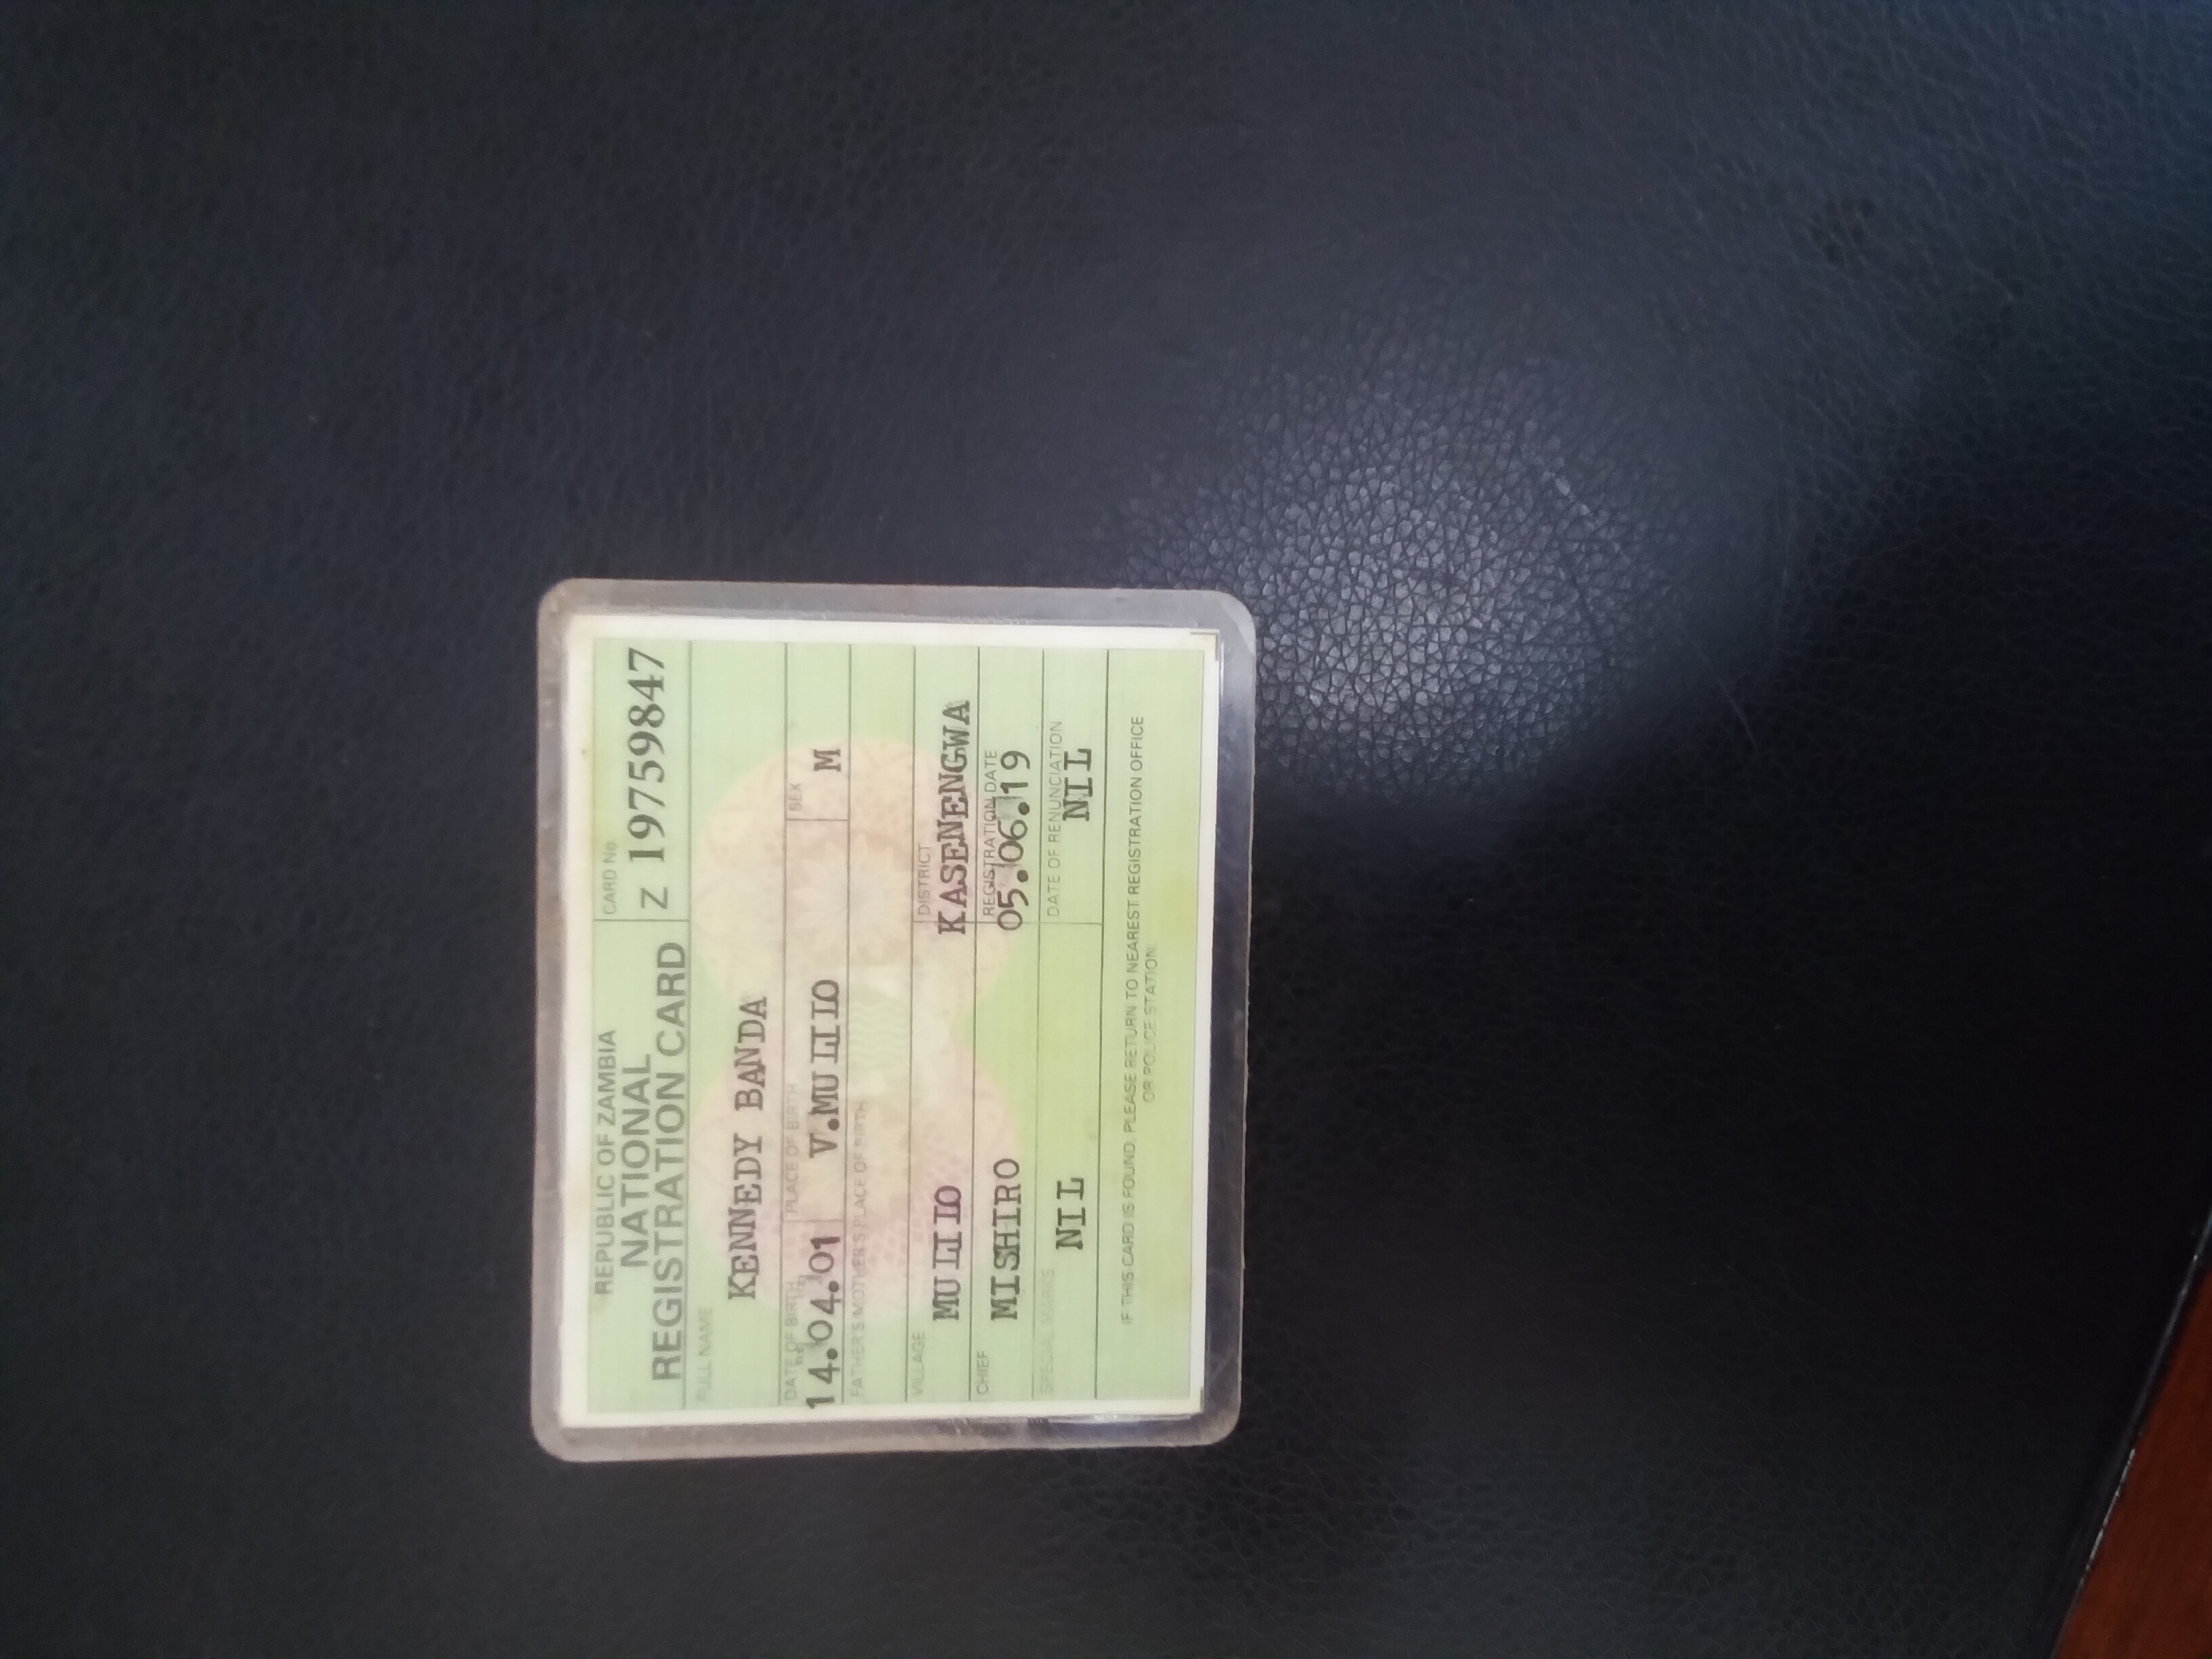 REPUBLIC OF ZAMBIA
NATIONAL
REGISTRATION CARD
CARD No
Z 19759847
FULL NAME
KENNEDY BANDA
DATE OF BIRTH PLACE OF BIRTH SEX
14.04.01 V.MULIIO M
FATHER'S/MOTHER'S PLACE OF BIRTH
VILLAGE DISTRICT
MULIIO KASENENGWA
CHIEF REGISTRATION DATE
MISHIRO 05.06.19
SPECIAL MARKS DATE OF RENUNCIATION
NIL NIL
IF THIS CARD IS FOUND, PLEASE RETURN TO NEAREST REGISTRATION OFFICE
OR POLICE STATION